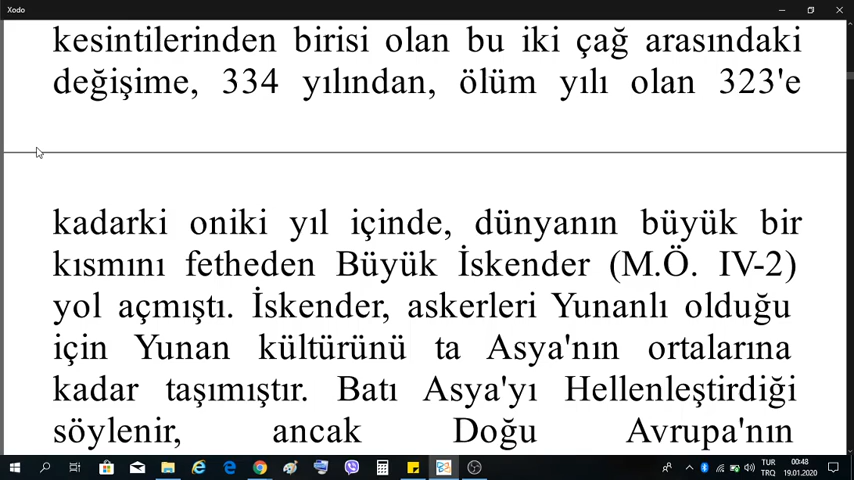 Xodo
kesintilerinden birisi olan bu iki çağ arasındaki
değişime, 334 yılından, ölüm yılı olan 323'e
kadarki oniki yıl içinde, dünyanın büyük bir
kısmını fetheden Büyük İskender (M.Ö. IV-2)
yol açmıştı. İskender, askerleri Yunanlı olduğu
için Yunan kültürünü ta Asya'nın ortalarına
kadar taşımıştır. Batı Asya'yı Hellenleştirdiği
söylenir, ancak Doğu Avrupa'nın
TUR 00:48
TRQ 19.01.2020